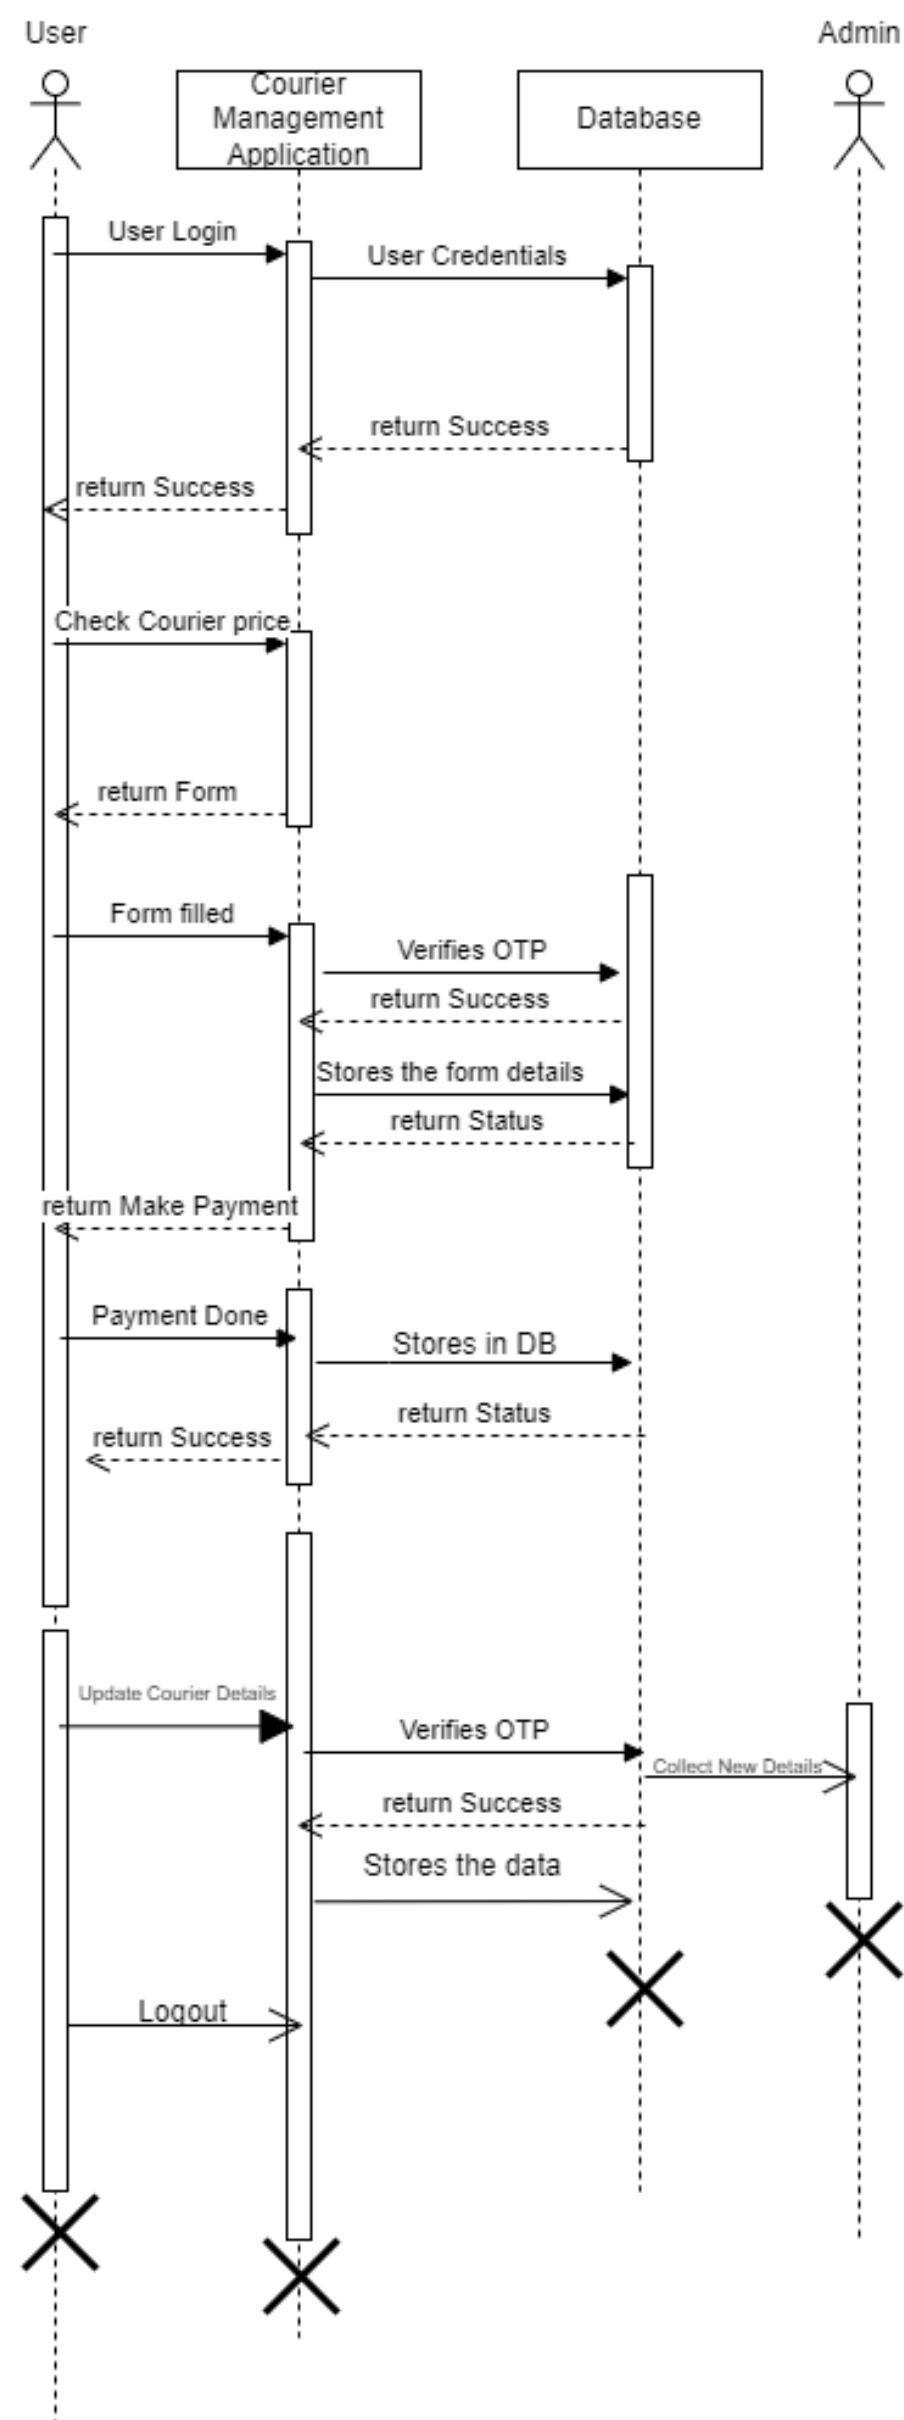 User
Admin
Courier
Management
Application
Database
User Login
User Credentials
return Success
return Success
Check Courier price
return Form
Form filled
Verifies OTP
return Success
Stores the form details
return Status
return Make Payment
Payment Done
Stores in DB
return Status
return Success
Update Courier Details
Verifies OTP
Collect New Details
return Success
Stores the data
Logout